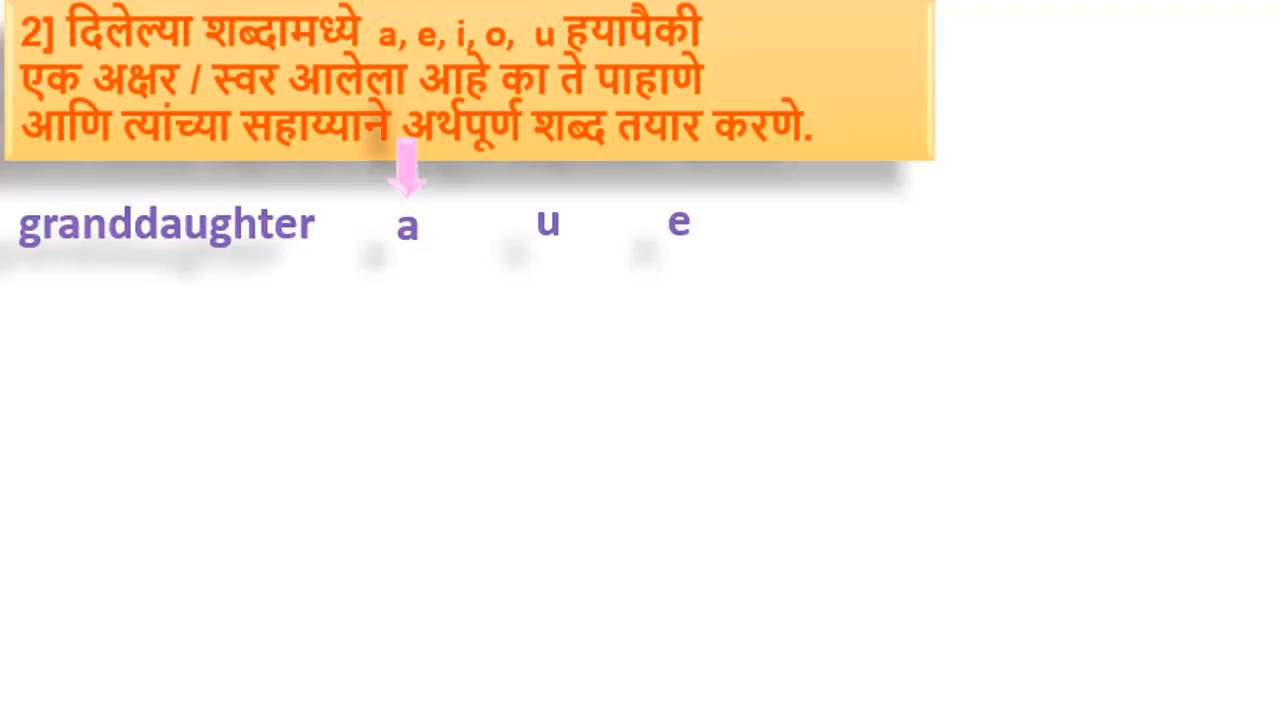 2] दिलेल्या शब्दामध्ये a, e, i, o, u हयापैकी
एक अक्षर / स्वर आलेला आहे का ते पाहाणे
आणि त्यांच्या सहाय्याने अर्थपूर्ण शब्द तयार करणे.
granddaughter a u e